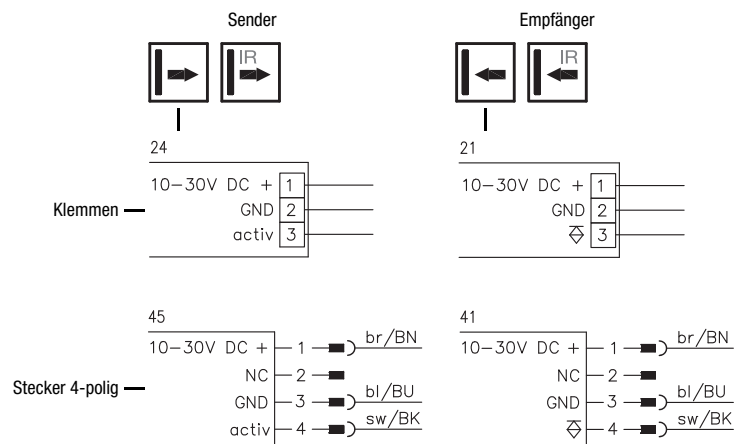 Sender
Empfänger
IR
IR
24
21
10–30V DC + 1
10–30V DC + 1
Klemmen
GND 2
GND 2
activ 3
3
45
41
10–30V DC + 1 br/BN
10–30V DC + 1 br/BN
NC 2
NC 2
Stecker 4-polig
GND 3 bl/BU
GND 3 bl/BU
activ 4 sw/BK
4 sw/BK